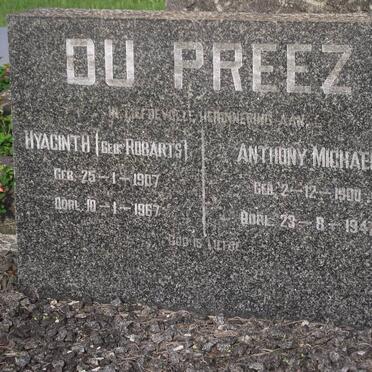 DU PREEZ
IN LIEFDEVOLLE HERINNERING AAN
HYACINTH (GEB. ROBARTS)
GEB. 25-1-1907
OORL. 10-1-1967
ANTHONY MICHAEL
GEB. 2-12-1900
OORL. 23-6-194
GOD IS LIEFDE